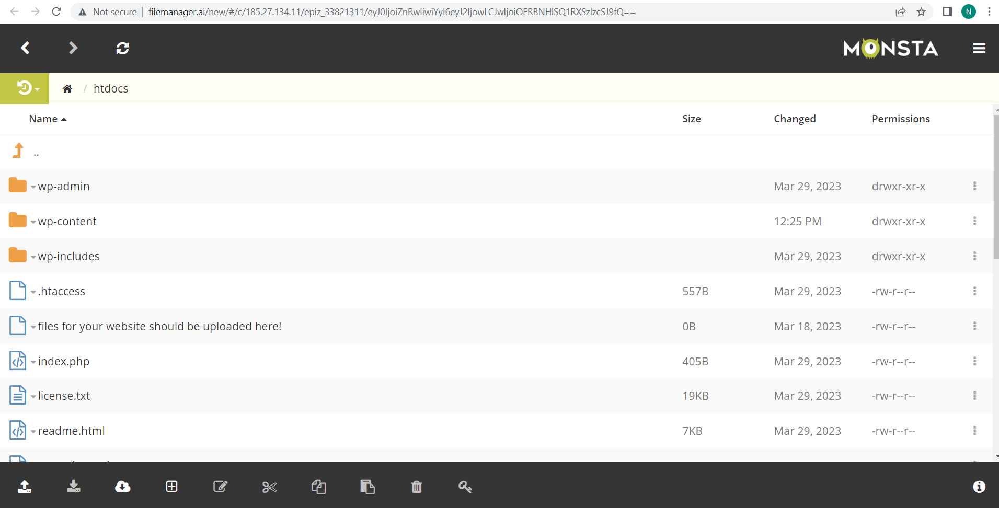 Not secure | filemanager.ai/new/#/c/185.27.134.11/epiz_33821311/eyJ0IjoiZnRwIiwiYyI6eyJ2IjowLCJwIjoiOERBNHlSQ1RXSzlzcSJ9fQ==
N
MONSTA
/ htdocs
Name Size Changed Permissions
..
wp-admin Mar 29, 2023 drwxr-xr-x
wp-content 12:25 PM drwxr-xr-x
wp-includes Mar 29, 2023 drwxr-xr-x
.htaccess 557B Mar 29, 2023 -rw-r--r--
files for your website should be uploaded here! 0B Mar 18, 2023 -rw-r--r--
index.php 405B Mar 29, 2023 -rw-r--r--
license.txt 19KB Mar 29, 2023 -rw-r--r--
readme.html 7KB Mar 29, 2023 -rw-r--r--